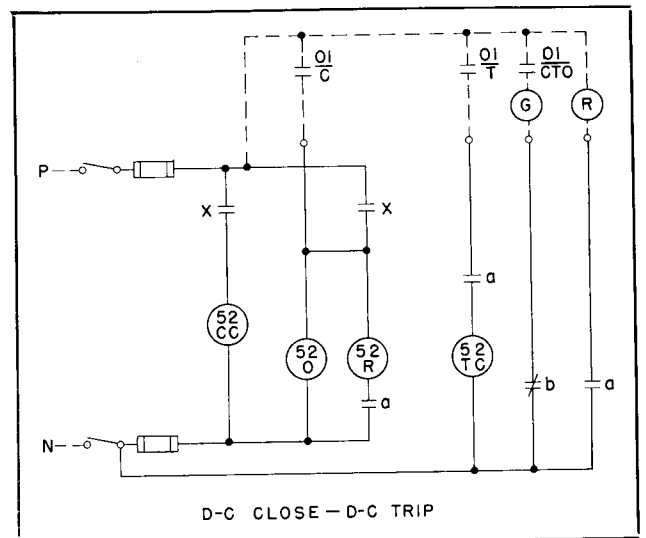 01 01 01
C T CTO
G R
P
X X
a
52
CC
52
O
52
R
52
TC
a b a
N
D-C CLOSE — D-C TRIP